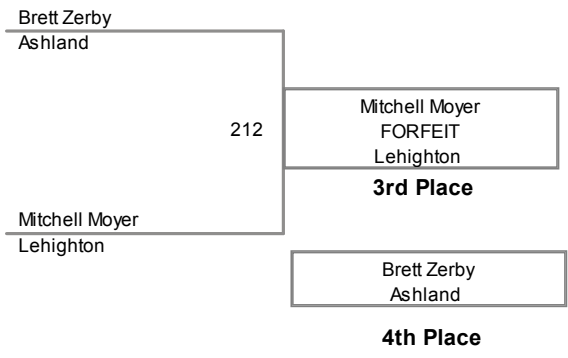 Brett Zerby
Ashland
212
Mitchell Moyer
FORFEIT
Lehighton
3rd Place
Mitchell Moyer
Lehighton
Brett Zerby
Ashland
4th Place